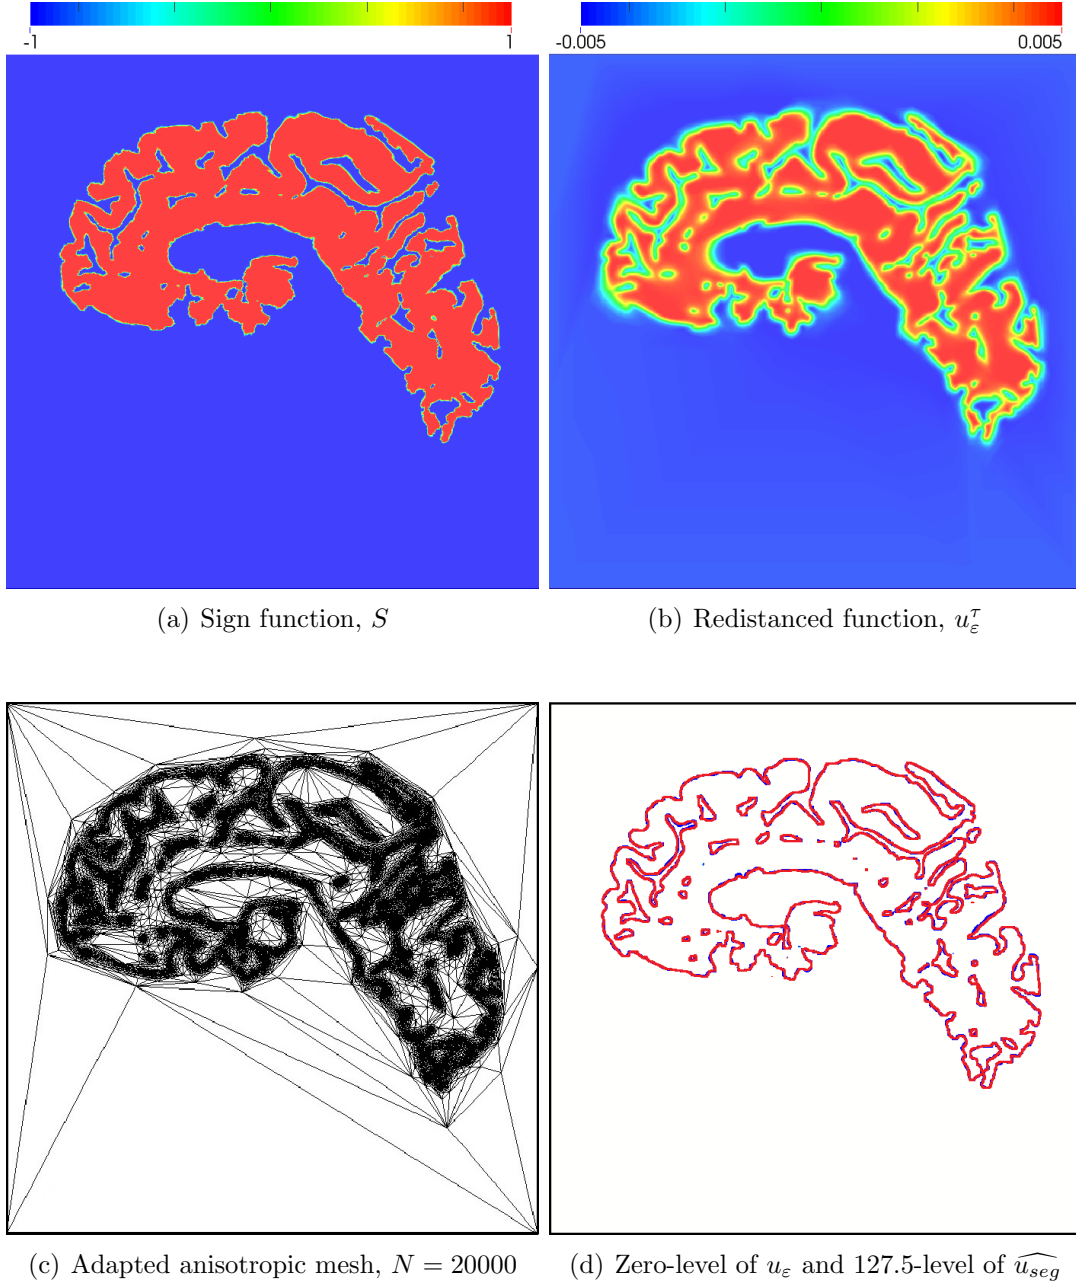 -1 1
-0.005 0.005
(a) Sign function, S
(b) Redistanced function, u_ε^τ
(c) Adapted anisotropic mesh, N = 20000
(d) Zero-level of u_ε and 127.5-level of \widehat{u_{seg}}